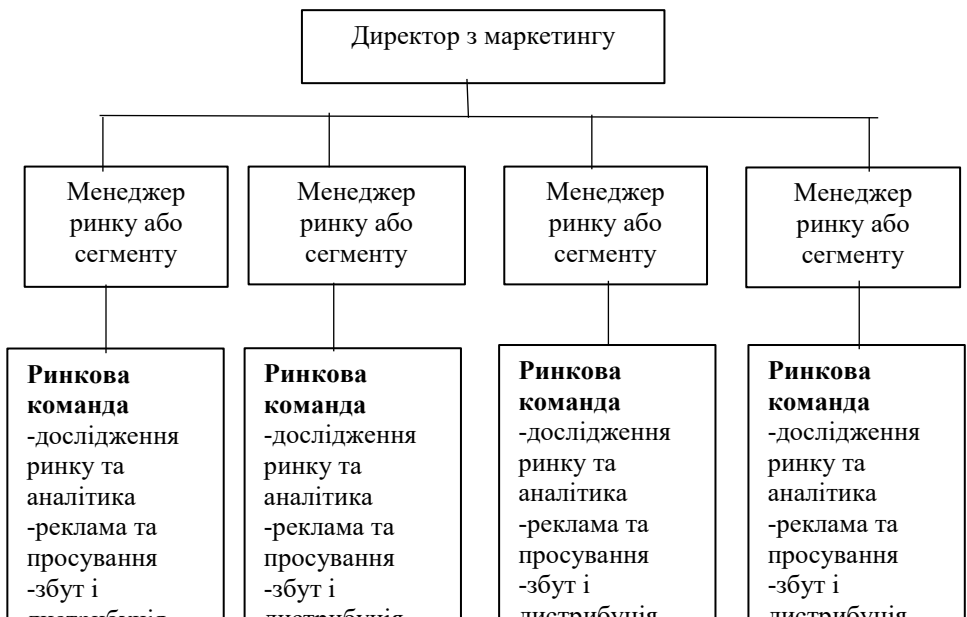 Директор з маркетингу
Менеджер
ринку або
сегменту
Менеджер
ринку або
сегменту
Менеджер
ринку або
сегменту
Менеджер
ринку або
сегменту
Ринкова
команда
-дослідження
ринку та
аналітика
-реклама та
просування
-збут і
Ринкова
команда
-дослідження
ринку та
аналітика
-реклама та
просування
-збут і
дистрибуція
Ринкова
команда
-дослідження
ринку та
аналітика
-реклама та
просування
-збут і
дистрибуція
Ринкова
команда
-дослідження
ринку та
аналітика
-реклама та
просування
-збут і
дистрибуція